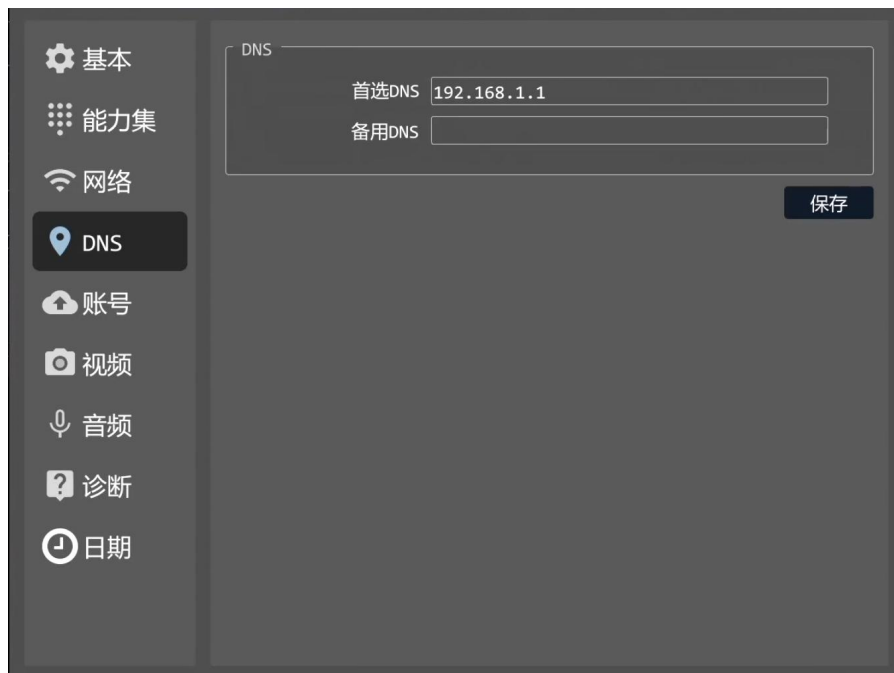 基本
能力集
网络
DNS
账号
视频
音频
诊断
日期
DNS
首选DNS 192.168.1.1
备用DNS
保存